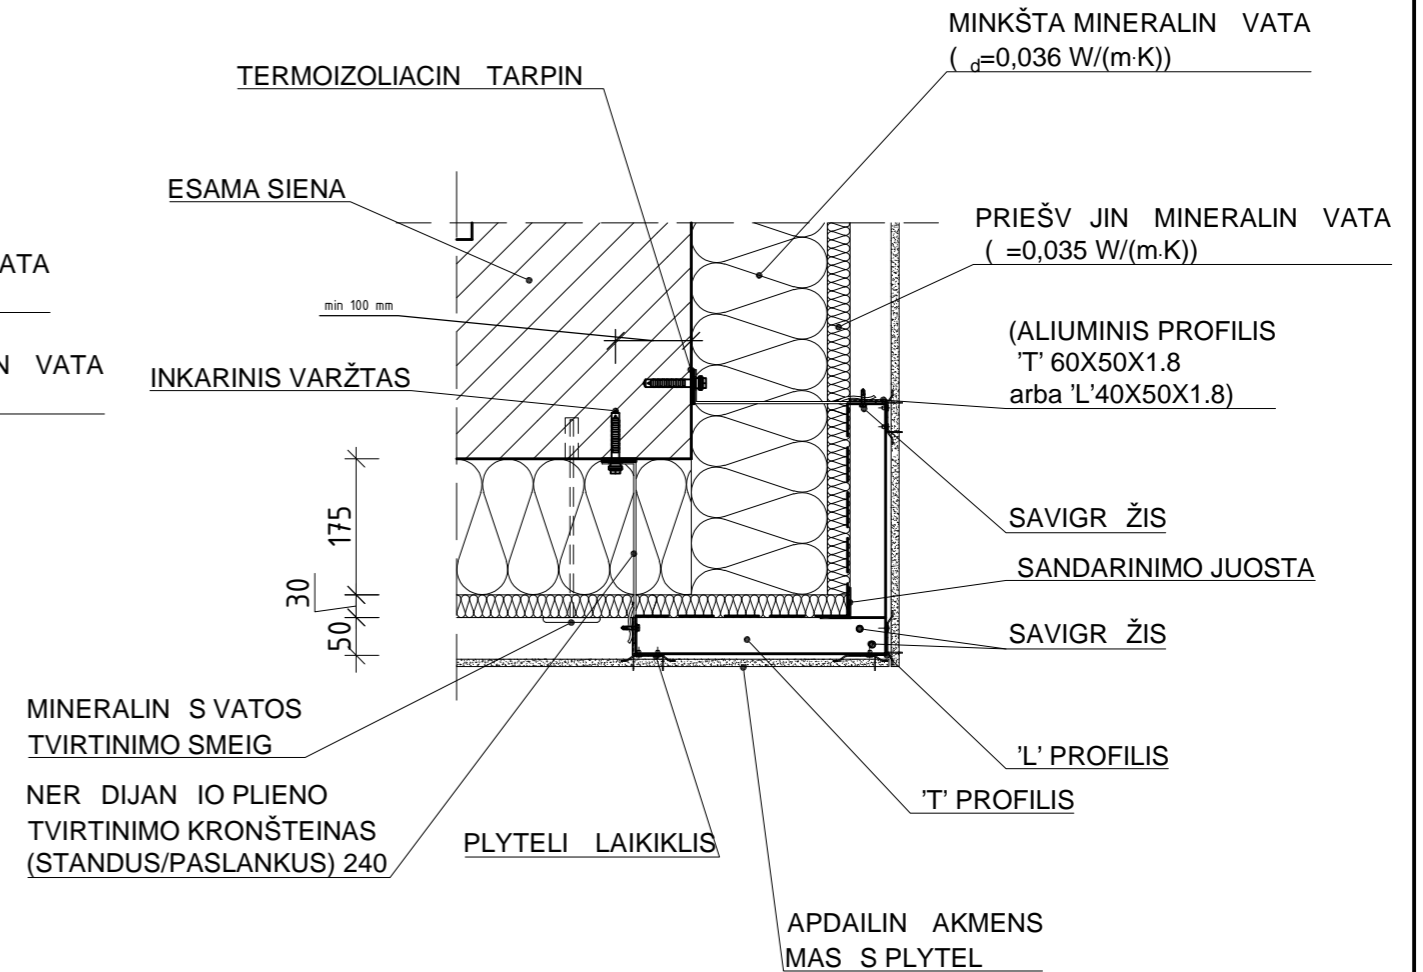 MINKŠTA MINERALIN VATA
( d=0,036 W/(m·K))
TERMOIZOLIACIN TARPIN
ESAMA SIENA
PRIEŠV JIN MINERALIN VATA
( =0,035 W/(m·K))
ATA
min 100 mm
(ALIUMINIS PROFILIS
'T' 60X50X1.8
arba 'L'40X50X1.8)
N VATA
INKARINIS VARŽTAS
175
SAVIGR ŽIS
SANDARINIMO JUOSTA
30
50
SAVIGR ŽIS
MINERALIN S VATOS
TVIRTINIMO SMEIG
'L' PROFILIS
NER DIJAN IO PLIENO
TVIRTINIMO KRONŠTEINAS
(STANDUS/PASLANKUS) 240
'T' PROFILIS
PLYTELI LAIKIKLIS
APDAILIN AKMENS
MAS S PLYTEL